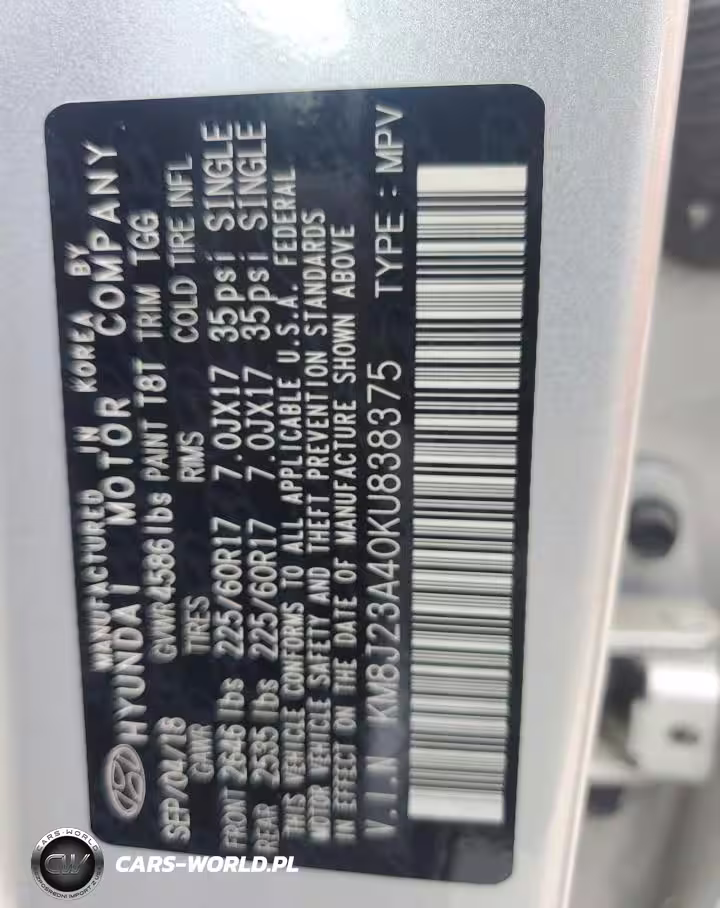 MANUFACTURED IN KOREA BY
HYUNDAI MOTOR COMPANY
SEP/04/18 GVWR 4586lbs PAINT T8T TRIM TGG
GAWR TIRES RIMS COLD TIRE INFL
FRONT 2646 lbs 225/60R17 7.0JX17 35psi SINGLE
REAR 2535 lbs 225/60R17 7.0JX17 35psi SINGLE
THIS VEHICLE CONFORMS TO ALL APPLICABLE U.S.A. FEDERAL
MOTOR VEHICLE SAFETY AND THEFT PREVENTION STANDARDS
IN EFFECT ON THE DATE OF MANUFACTURE SHOWN ABOVE
V.I.N KM8J23A40KU838375 TYPE : MPV
CARS-WORLD
CW
CARS-WORLD.PL